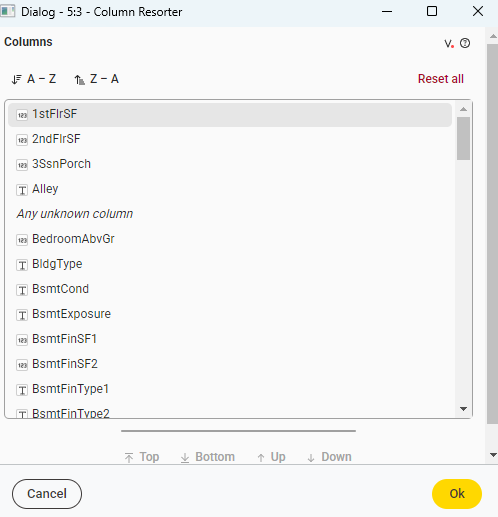 Dialog - 5:3 - Column Resorter
Columns
A – Z Z – A Reset all
1stFlrSF
2ndFlrSF
3SsnPorch
Alley
Any unknown column
BedroomAbvGr
BldgType
BsmtCond
BsmtExposure
BsmtFinSF1
BsmtFinSF2
BsmtFinType1
BsmtFinType2
Top Bottom Up Down
Cancel Ok